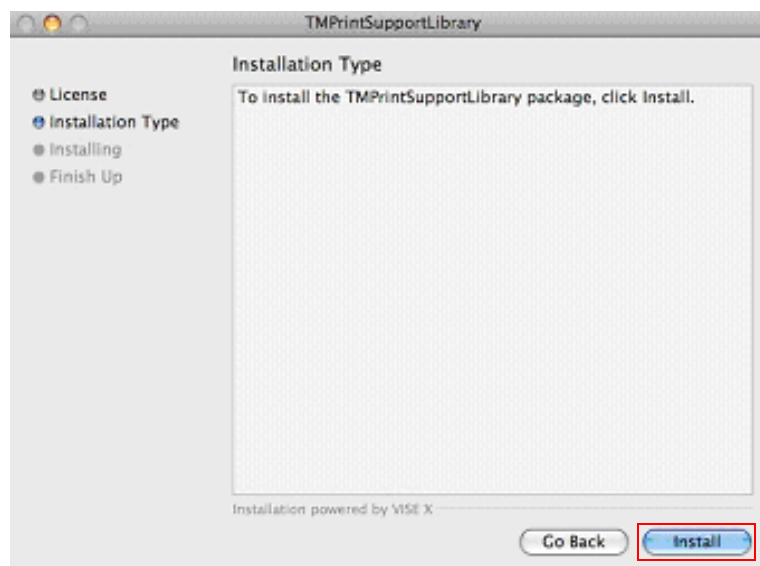 TMPrintSupportLibrary
Installation Type
License
Installation Type
Installing
Finish Up
To install the TMPrintSupportLibrary package, click Install.
Installation powered by VISE X
Go Back
Install